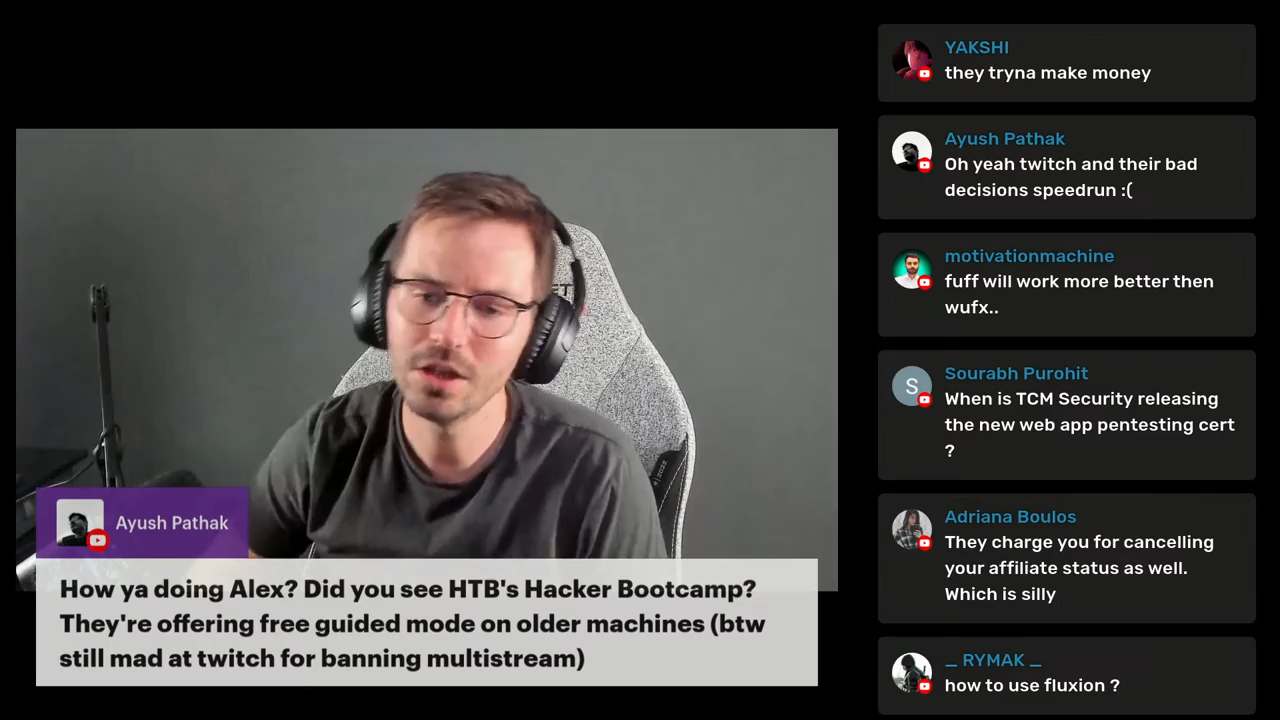 Ayush Pathak
How ya doing Alex? Did you see HTB's Hacker Bootcamp?
They're offering free guided mode on older machines (btw
still mad at twitch for banning multistream)
YAKSHI
they tryna make money
Ayush Pathak
Oh yeah twitch and their bad
decisions speedrun :(
motivationmachine
fuff will work more better then
wufx..
S
Sourabh Purohit
When is TCM Security releasing
the new web app pentesting cert
?
Adriana Boulos
They charge you for cancelling
your affiliate status as well.
Which is silly
_ RYMAK _
how to use fluxion ?